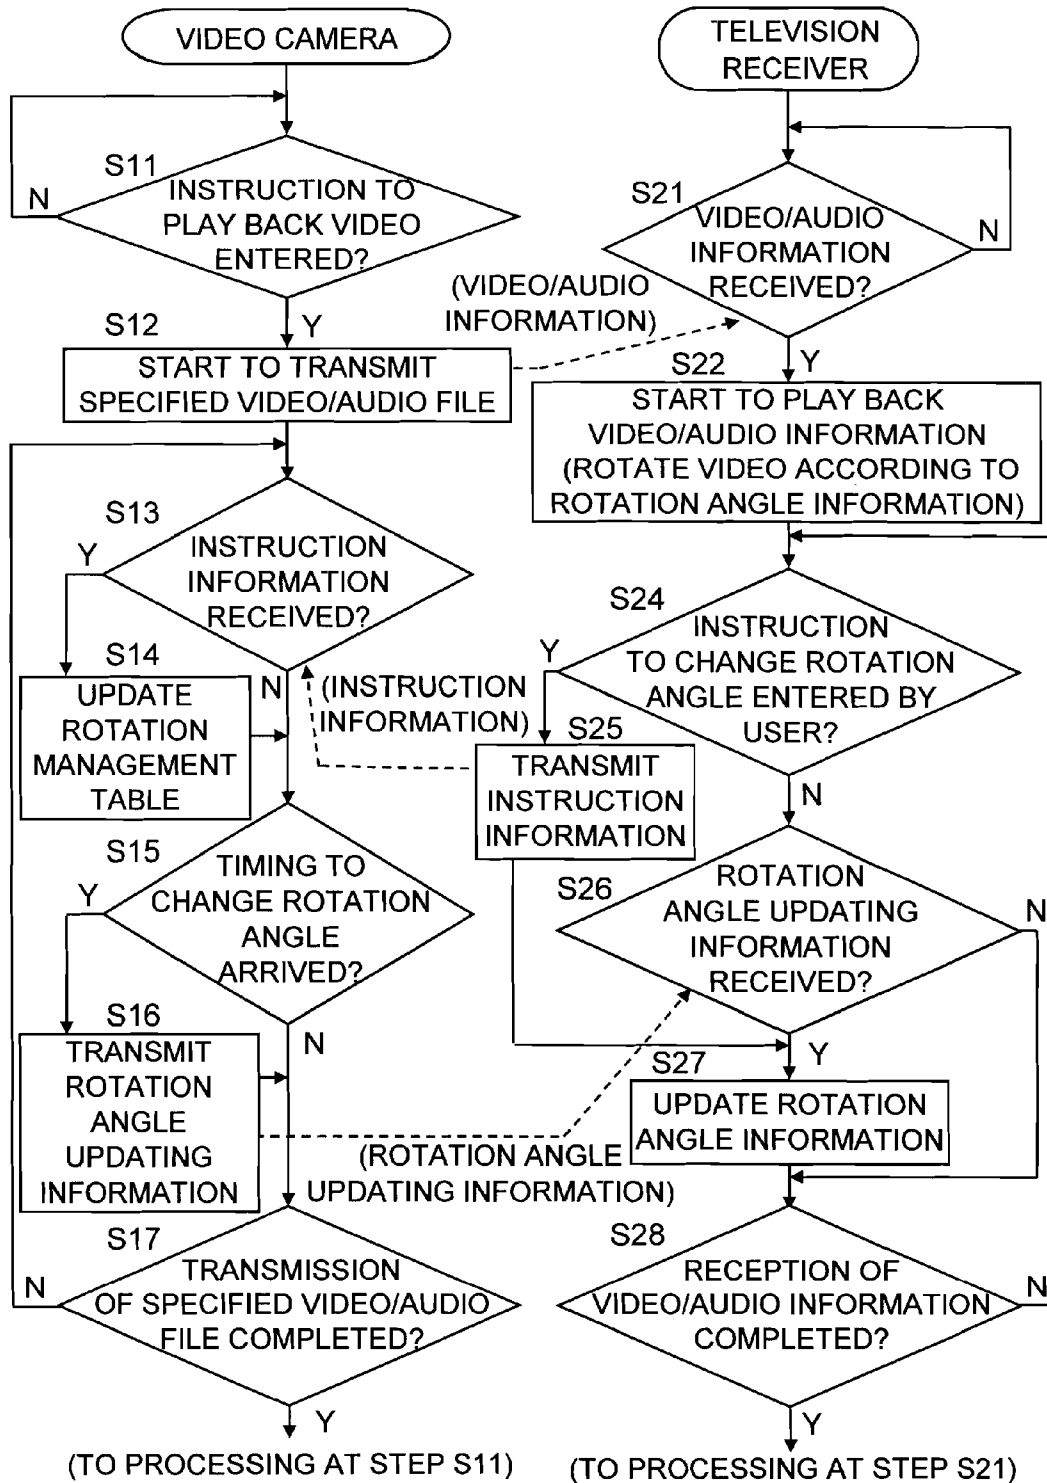 VIDEO CAMERA
S11
N
INSTRUCTION TO
PLAY BACK VIDEO
ENTERED?
Y
S12
START TO TRANSMIT
SPECIFIED VIDEO/AUDIO FILE
(VIDEO/AUDIO
INFORMATION)
S13
Y
INSTRUCTION
INFORMATION
RECEIVED?
N
S14
UPDATE
ROTATION
MANAGEMENT
TABLE
(INSTRUCTION
INFORMATION)
S15
Y
TIMING TO
CHANGE ROTATION
ANGLE
ARRIVED?
N
S16
TRANSMIT
ROTATION
ANGLE
UPDATING
INFORMATION
(ROTATION ANGLE
UPDATING INFORMATION)
S17
N
TRANSMISSION
OF SPECIFIED VIDEO/AUDIO
FILE COMPLETED?
Y
(TO PROCESSING AT STEP S11)
TELEVISION
RECEIVER
S21
VIDEO/AUDIO
INFORMATION
RECEIVED?
N
Y
S22
START TO PLAY BACK
VIDEO/AUDIO INFORMATION
(ROTATE VIDEO ACCORDING TO
ROTATION ANGLE INFORMATION)
S24
Y
INSTRUCTION
TO CHANGE ROTATION
ANGLE ENTERED BY
USER?
N
S25
TRANSMIT
INSTRUCTION
INFORMATION
S26
ROTATION
ANGLE UPDATING
INFORMATION
RECEIVED?
N
Y
S27
UPDATE ROTATION
ANGLE INFORMATION
S28
RECEPTION OF
VIDEO/AUDIO INFORMATION
COMPLETED?
N
Y
(TO PROCESSING AT STEP S21)